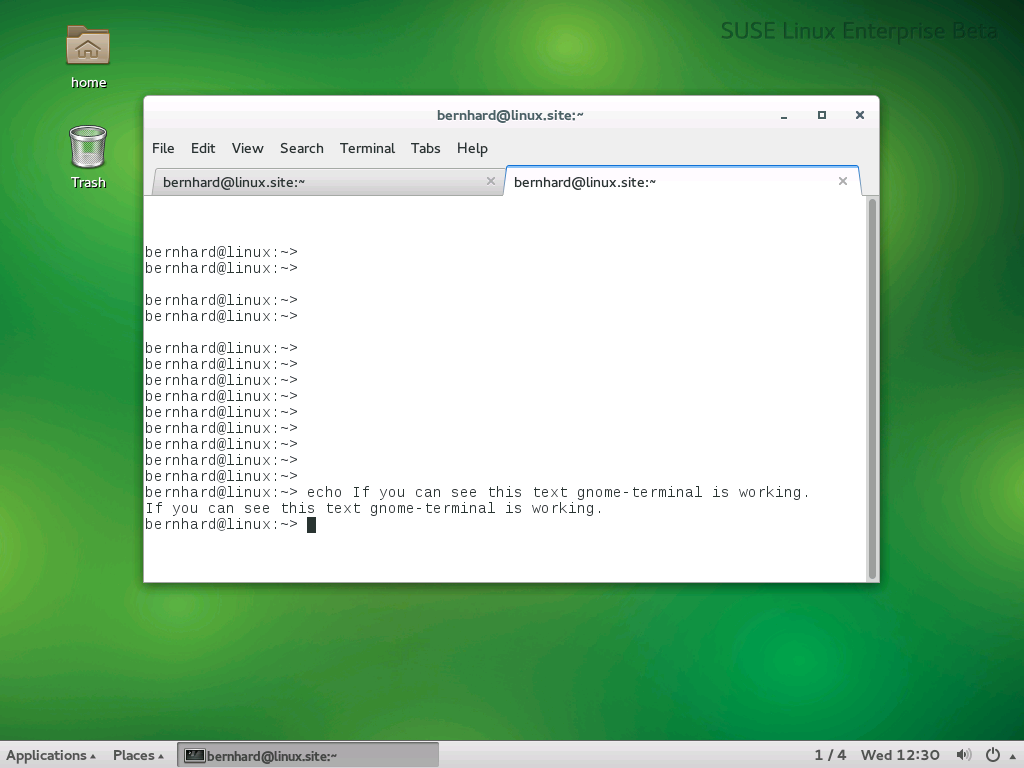 SUSE Linux Enterprise Beta
home
Trash
bernhard@linux.site:~
File Edit View Search Terminal Tabs Help
bernhard@linux.site:~ bernhard@linux.site:~
bernhard@linux:~>
bernhard@linux:~>
bernhard@linux:~>
bernhard@linux:~>
bernhard@linux:~>
bernhard@linux:~>
bernhard@linux:~>
bernhard@linux:~>
bernhard@linux:~>
bernhard@linux:~>
bernhard@linux:~>
bernhard@linux:~>
bernhard@linux:~>
bernhard@linux:~> echo If you can see this text gnome-terminal is working.
If you can see this text gnome-terminal is working.
bernhard@linux:~>
Applications Places bernhard@linux.site:~ 1 / 4 Wed 12:30